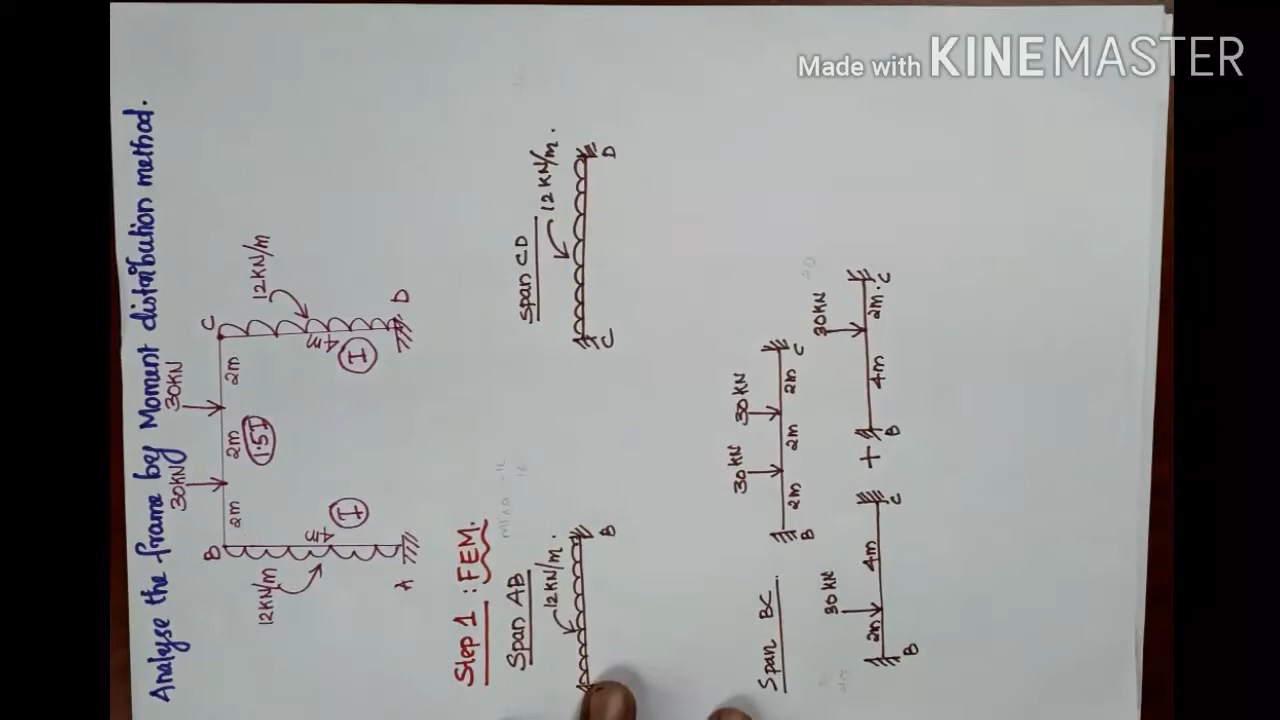 Made with KINEMASTER
Analyse the frame by Moment distribution method.
30KN 30KN
B 2m 2m 2m C
1.5I
12KN/m 12KN/m
4m 4m
I I
A D
Step 1 : FEM.
Span AB Span CD
12KN/m. 12KN/m.
B C D
Span BC.
30KN 30KN
B 2m 2m 2m C
30KN 30KN
2m 4m + 4m 2m.
B C B C